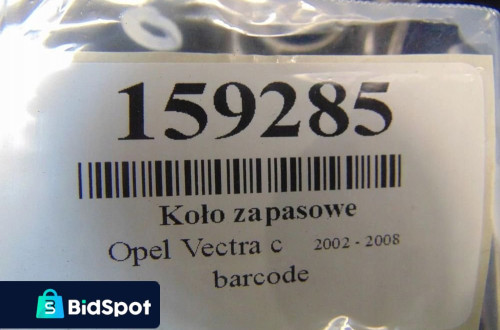 159285
Koło zapasowe
Opel Vectra c 2002 - 2008
barcode
S
BidSpot